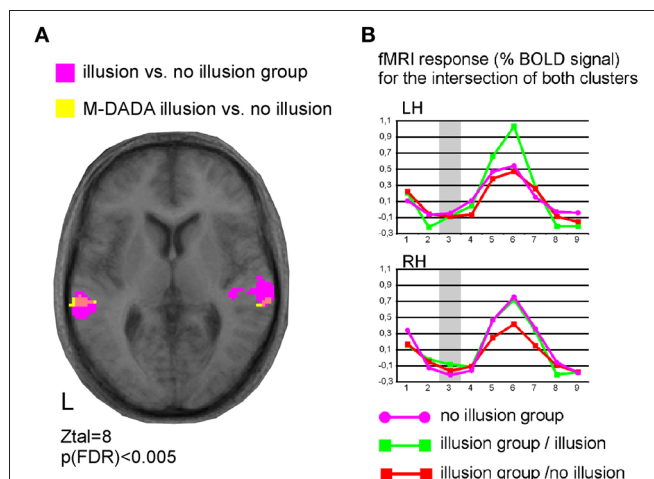 A
illusion vs. no illusion group
M-DADA illusion vs. no illusion
L
Ztal=8
p(FDR)<0.005
B
fMRI response (% BOLD signal)
for the intersection of both clusters
LH
1,1
0,9
0,7
0,5
0,3
0,1
-0,1
-0,3
1 2 3 4 5 6 7 8 9
RH
1,1
0,9
0,7
0,5
0,3
0,1
-0,1
-0,3
1 2 3 4 5 6 7 8 9
no illusion group
illusion group / illusion
illusion group /no illusion